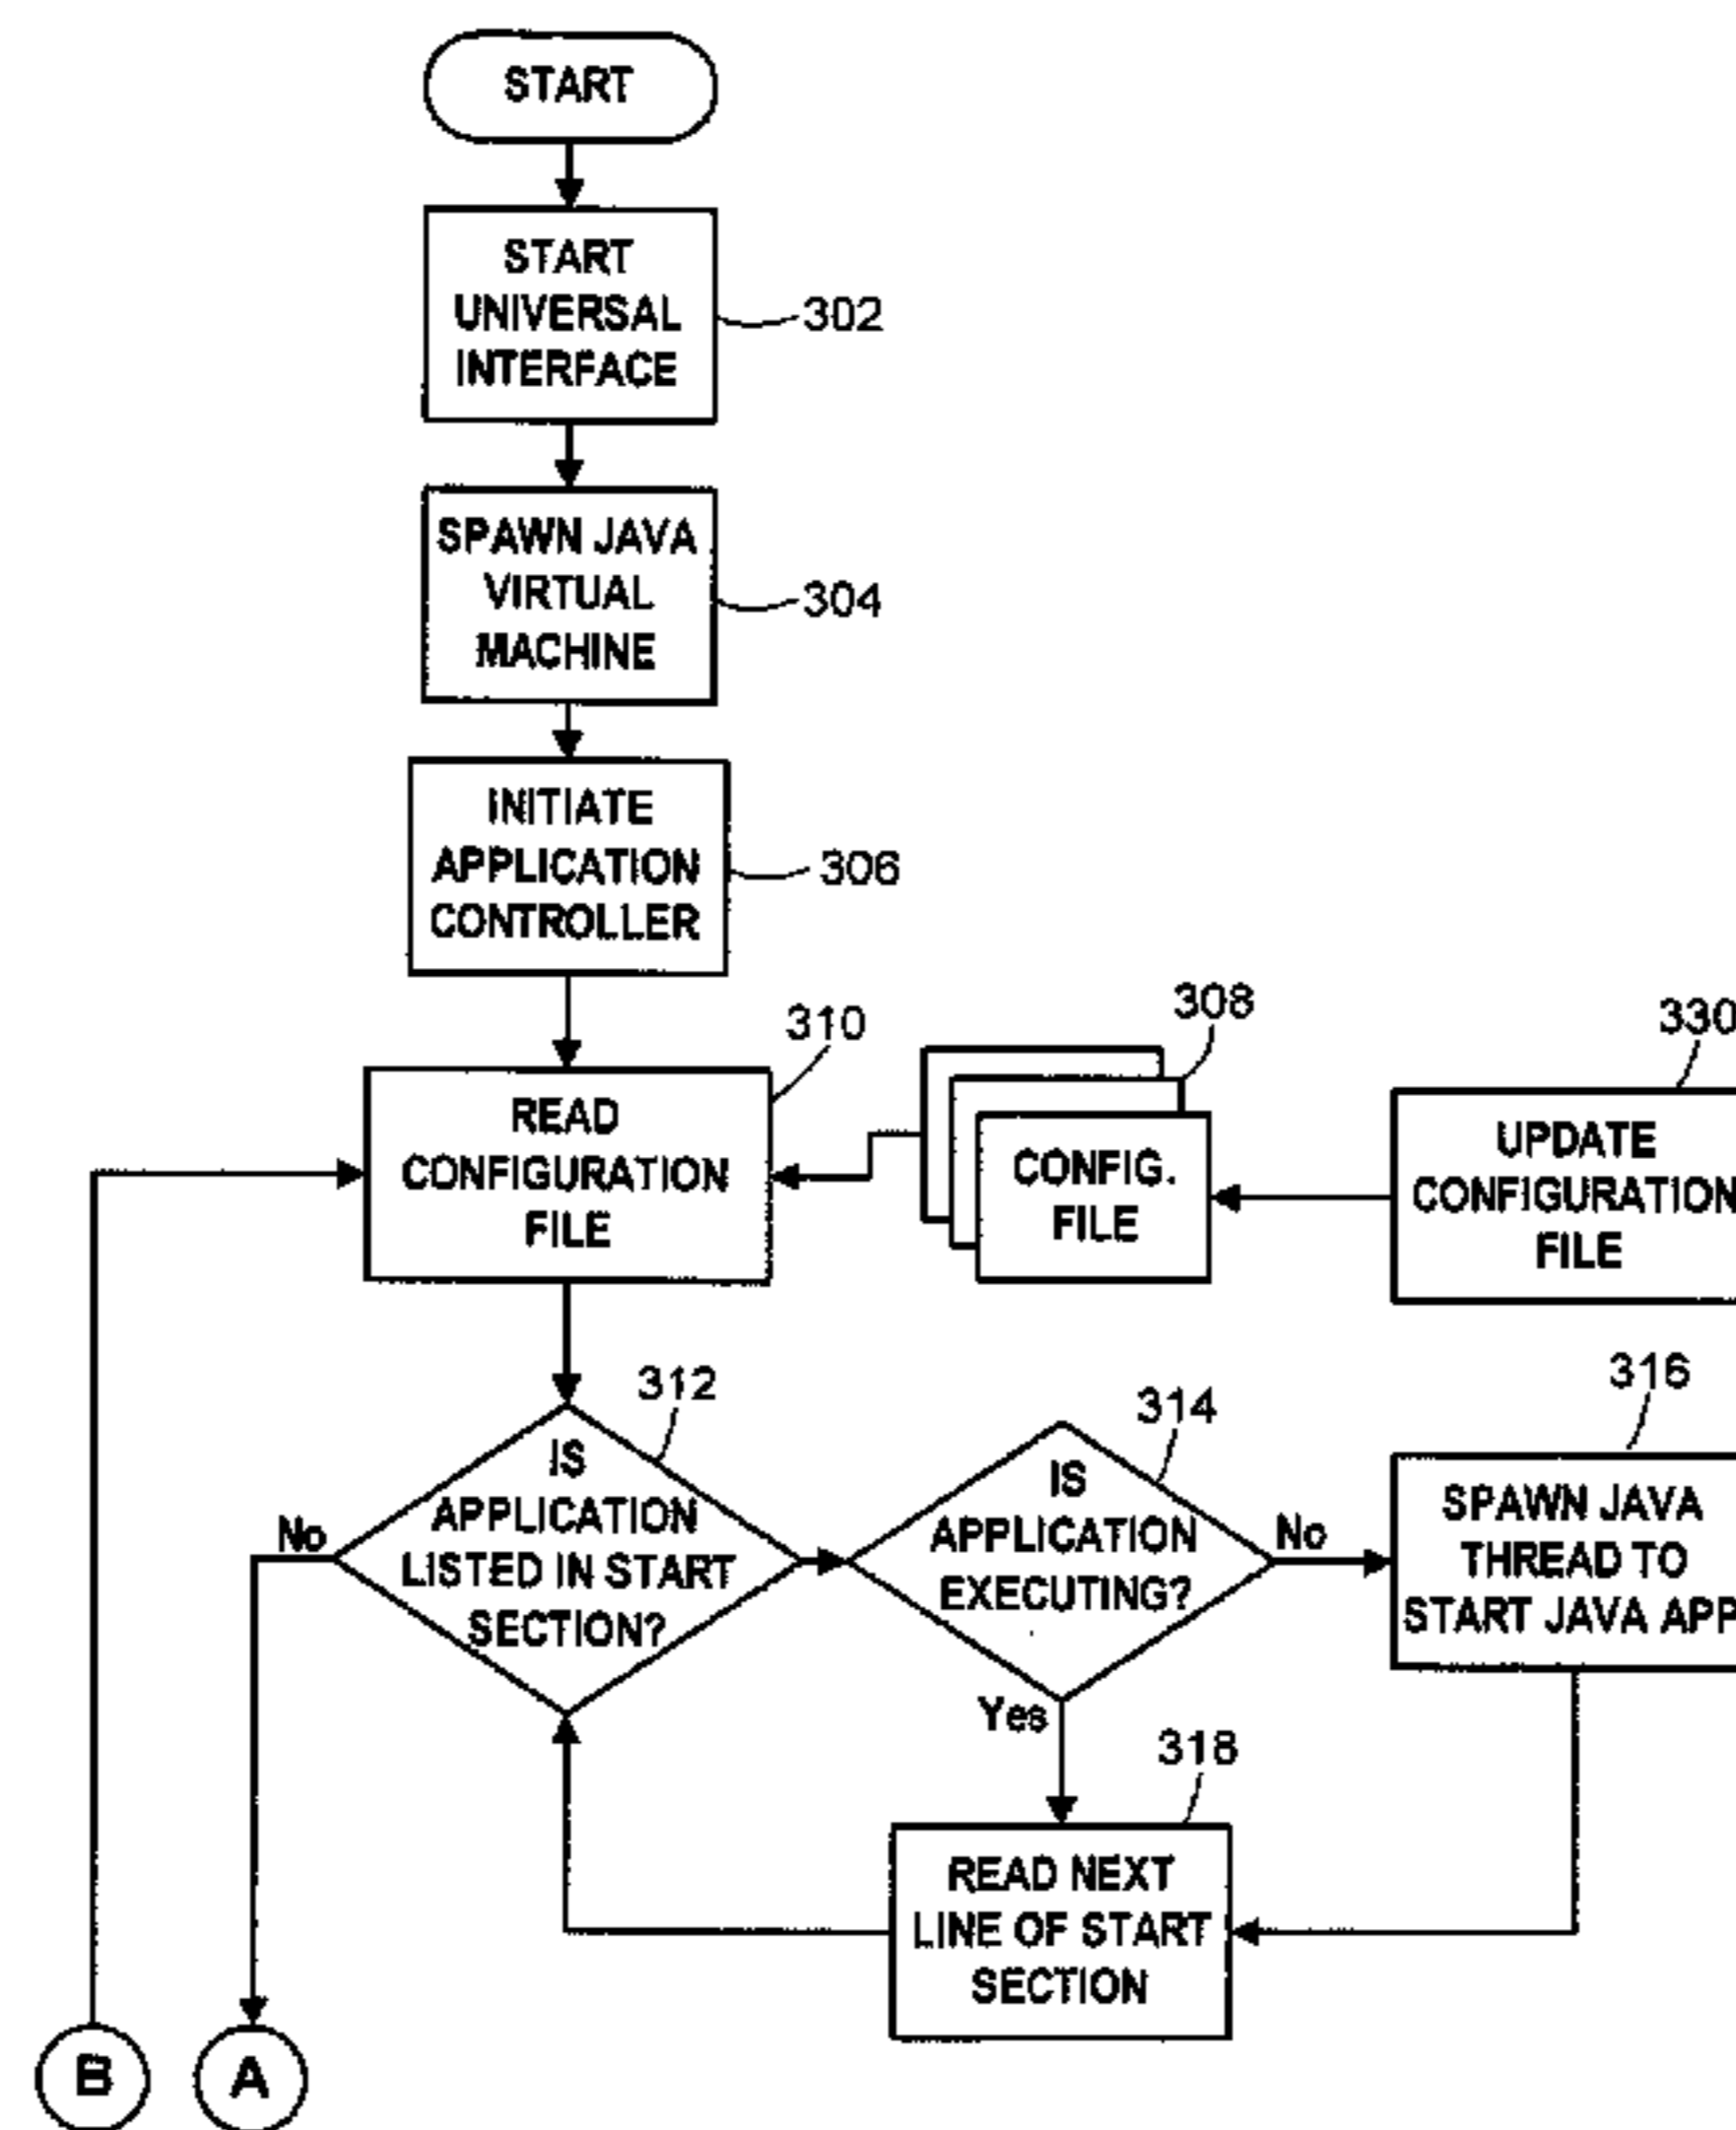 START
START
UNIVERSAL
INTERFACE
302
SPAWN JAVA
VIRTUAL
MACHINE
304
INITIATE
APPLICATION
CONTROLLER
306
310
READ
CONFIGURATION
FILE
308
CONFIG.
FILE
330
UPDATE
CONFIGURATION
FILE
312
IS
APPLICATION
LISTED IN START
SECTION?
No
314
IS
APPLICATION
EXECUTING?
No
Yes
316
SPAWN JAVA
THREAD TO
START JAVA APP
318
READ NEXT
LINE OF START
SECTION
B
A